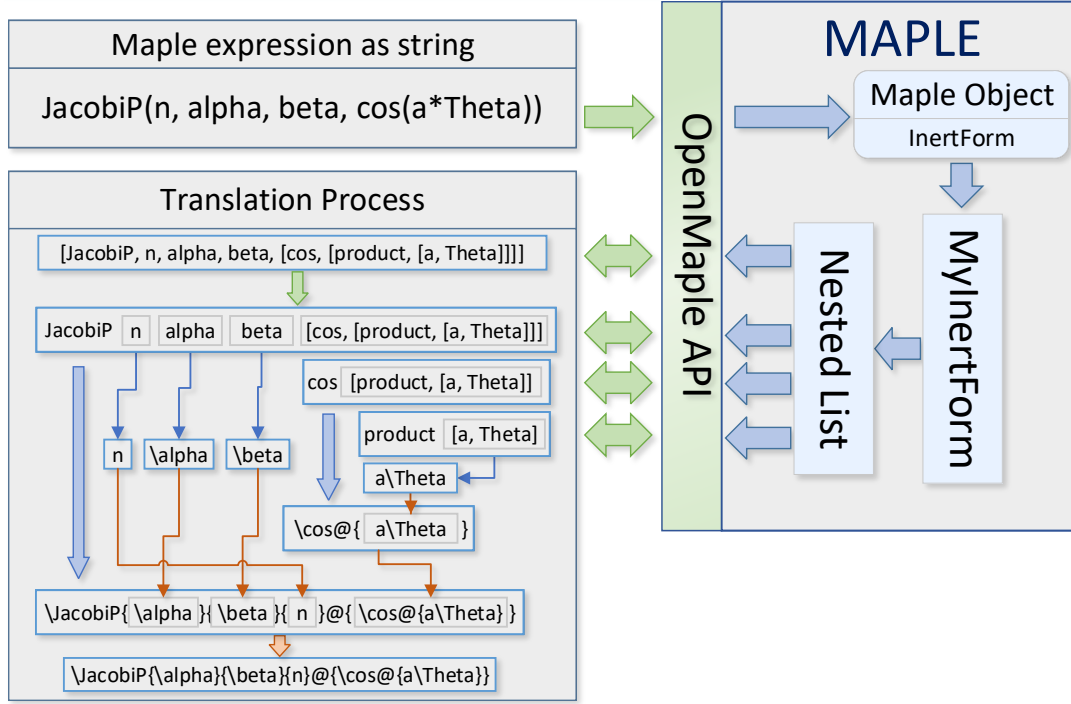 Maple expression as string
JacobiP(n, alpha, beta, cos(a*Theta))
Translation Process
[JacobiP, n, alpha, beta, [cos, [product, [a, Theta]]]]
JacobiP n alpha beta [cos, [product, [a, Theta]]]
cos [product, [a, Theta]]
product [a, Theta]
n \alpha \beta
a\Theta
\cos@{ a\Theta }
\JacobiP{ \alpha }{ \beta }{ n }@{ \cos@{a\Theta} }
\JacobiP{\alpha}{\beta}{n}@{\cos@{a\Theta}}
OpenMaple API
MAPLE
Maple Object
InertForm
Nested List
MyInertForm